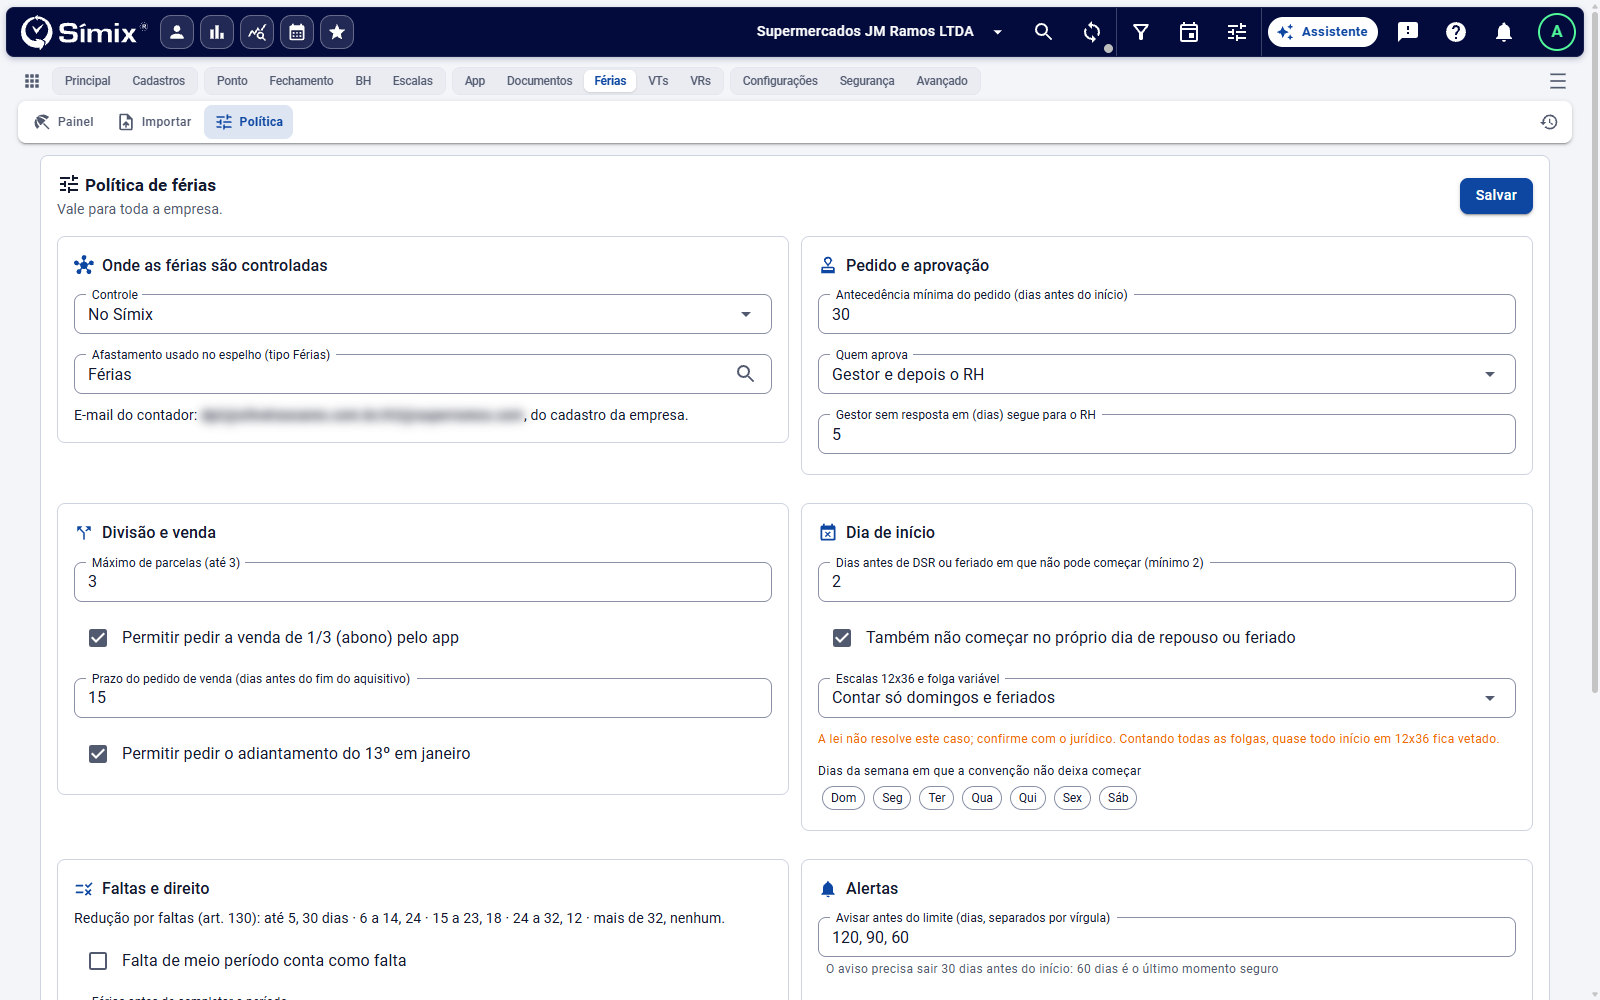 Símix®
Supermercados JM Ramos LTDA
Assistente
A
Principal
Cadastros
Ponto
Fechamento
BH
Escalas
App
Documentos
Férias
VTs
VRs
Configurações
Segurança
Avançado
Painel
Importar
Política
Política de férias
Vale para toda a empresa.
Salvar
Onde as férias são controladas
Controle
No Símix
Afastamento usado no espelho (tipo Férias)
Férias
E-mail do contador:
, do cadastro da empresa.
Pedido e aprovação
Antecedência mínima do pedido (dias antes do início)
30
Quem aprova
Gestor e depois o RH
Gestor sem resposta em (dias) segue para o RH
5
Divisão e venda
Máximo de parcelas (até 3)
3
Permitir pedir a venda de 1/3 (abono) pelo app
Prazo do pedido de venda (dias antes do fim do aquisitivo)
15
Permitir pedir o adiantamento do 13º em janeiro
Dia de início
Dias antes de DSR ou feriado em que não pode começar (mínimo 2)
2
Também não começar no próprio dia de repouso ou feriado
Escalas 12x36 e folga variável
Contar só domingos e feriados
A lei não resolve este caso; confirme com o jurídico. Contando todas as folgas, quase todo início em 12x36 fica vetado.
Dias da semana em que a convenção não deixa começar
Dom
Seg
Ter
Qua
Qui
Sex
Sáb
Faltas e direito
Redução por faltas (art. 130): até 5, 30 dias · 6 a 14, 24 · 15 a 23, 18 · 24 a 32, 12 · mais de 32, nenhum.
Falta de meio período conta como falta
Férias antes de completar o período
Alertas
Avisar antes do limite (dias, separados por vírgula)
120, 90, 60
O aviso precisa sair 30 dias antes do início: 60 dias é o último momento seguro